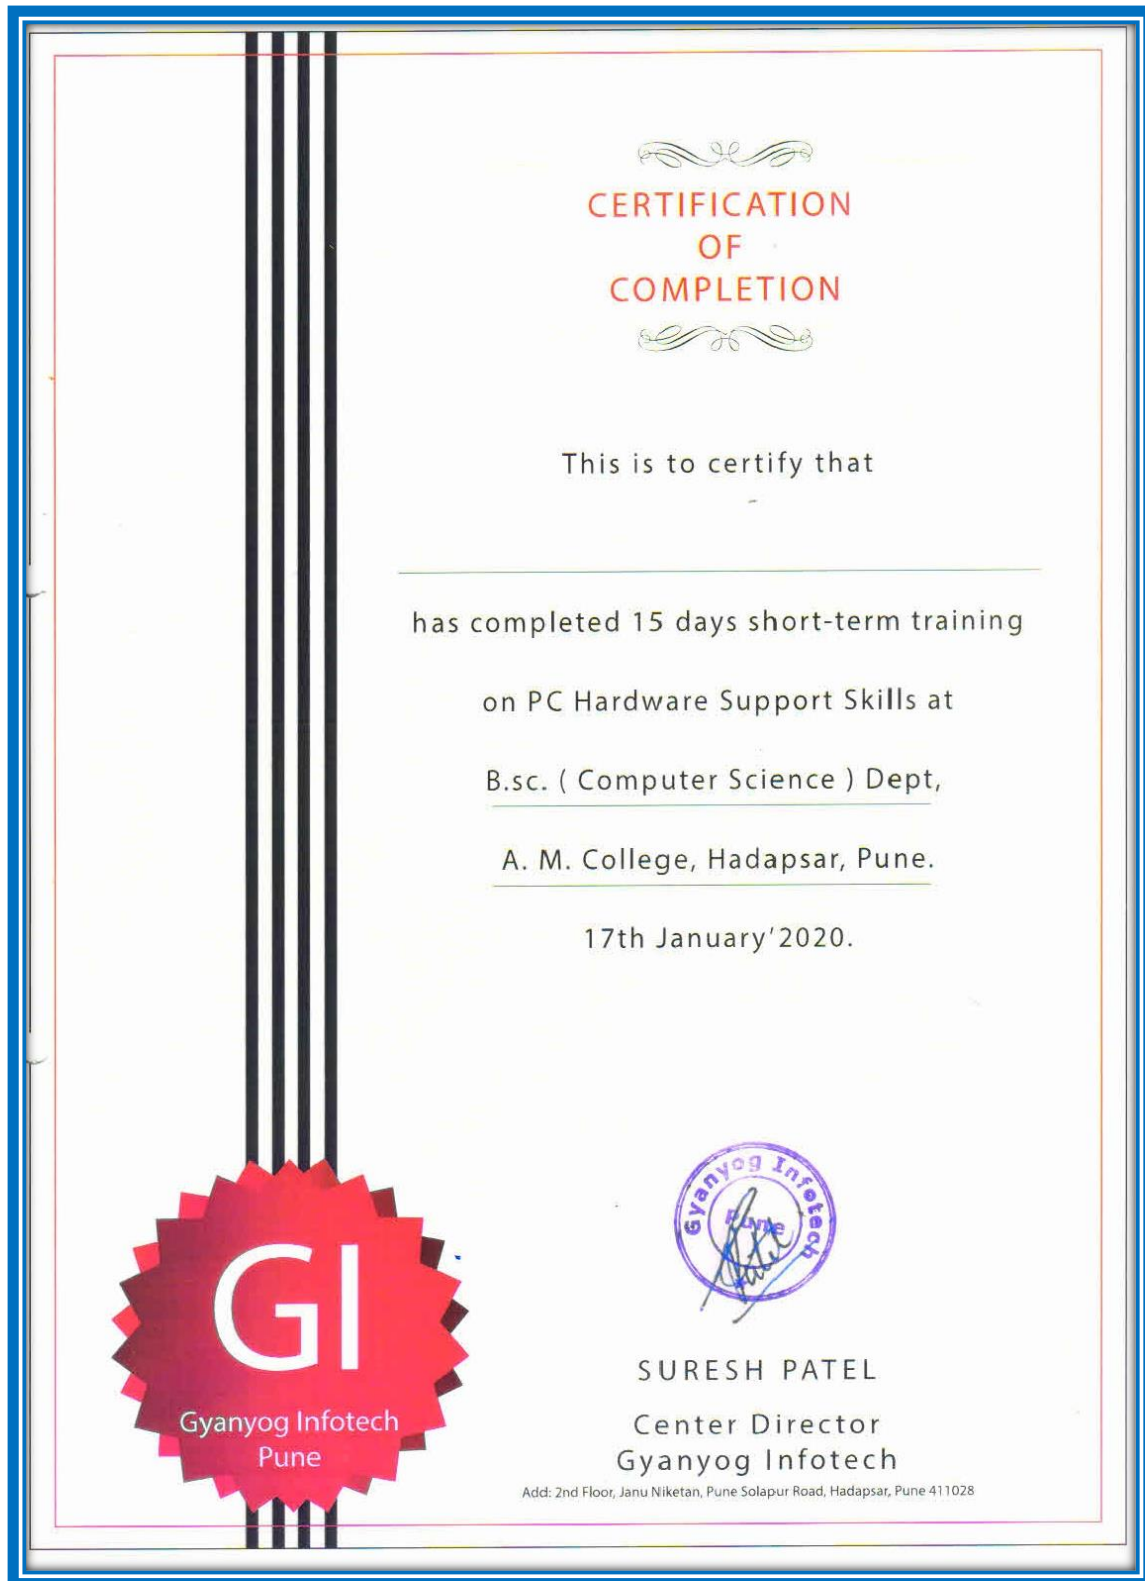 CERTIFICATION
OF
COMPLETION
This is to certify that
has completed 15 days short-term training
on PC Hardware Support Skills at
B.sc. ( Computer Science ) Dept,
A. M. College, Hadapsar, Pune.
17th January'2020.
Gyanyog Infotech
Pune
Patel
SURESH PATEL
Center Director
Gyanyog Infotech
Add: 2nd Floor, Janu Niketan, Pune Solapur Road, Hadapsar, Pune 411028
GI
Gyanyog Infotech
Pune